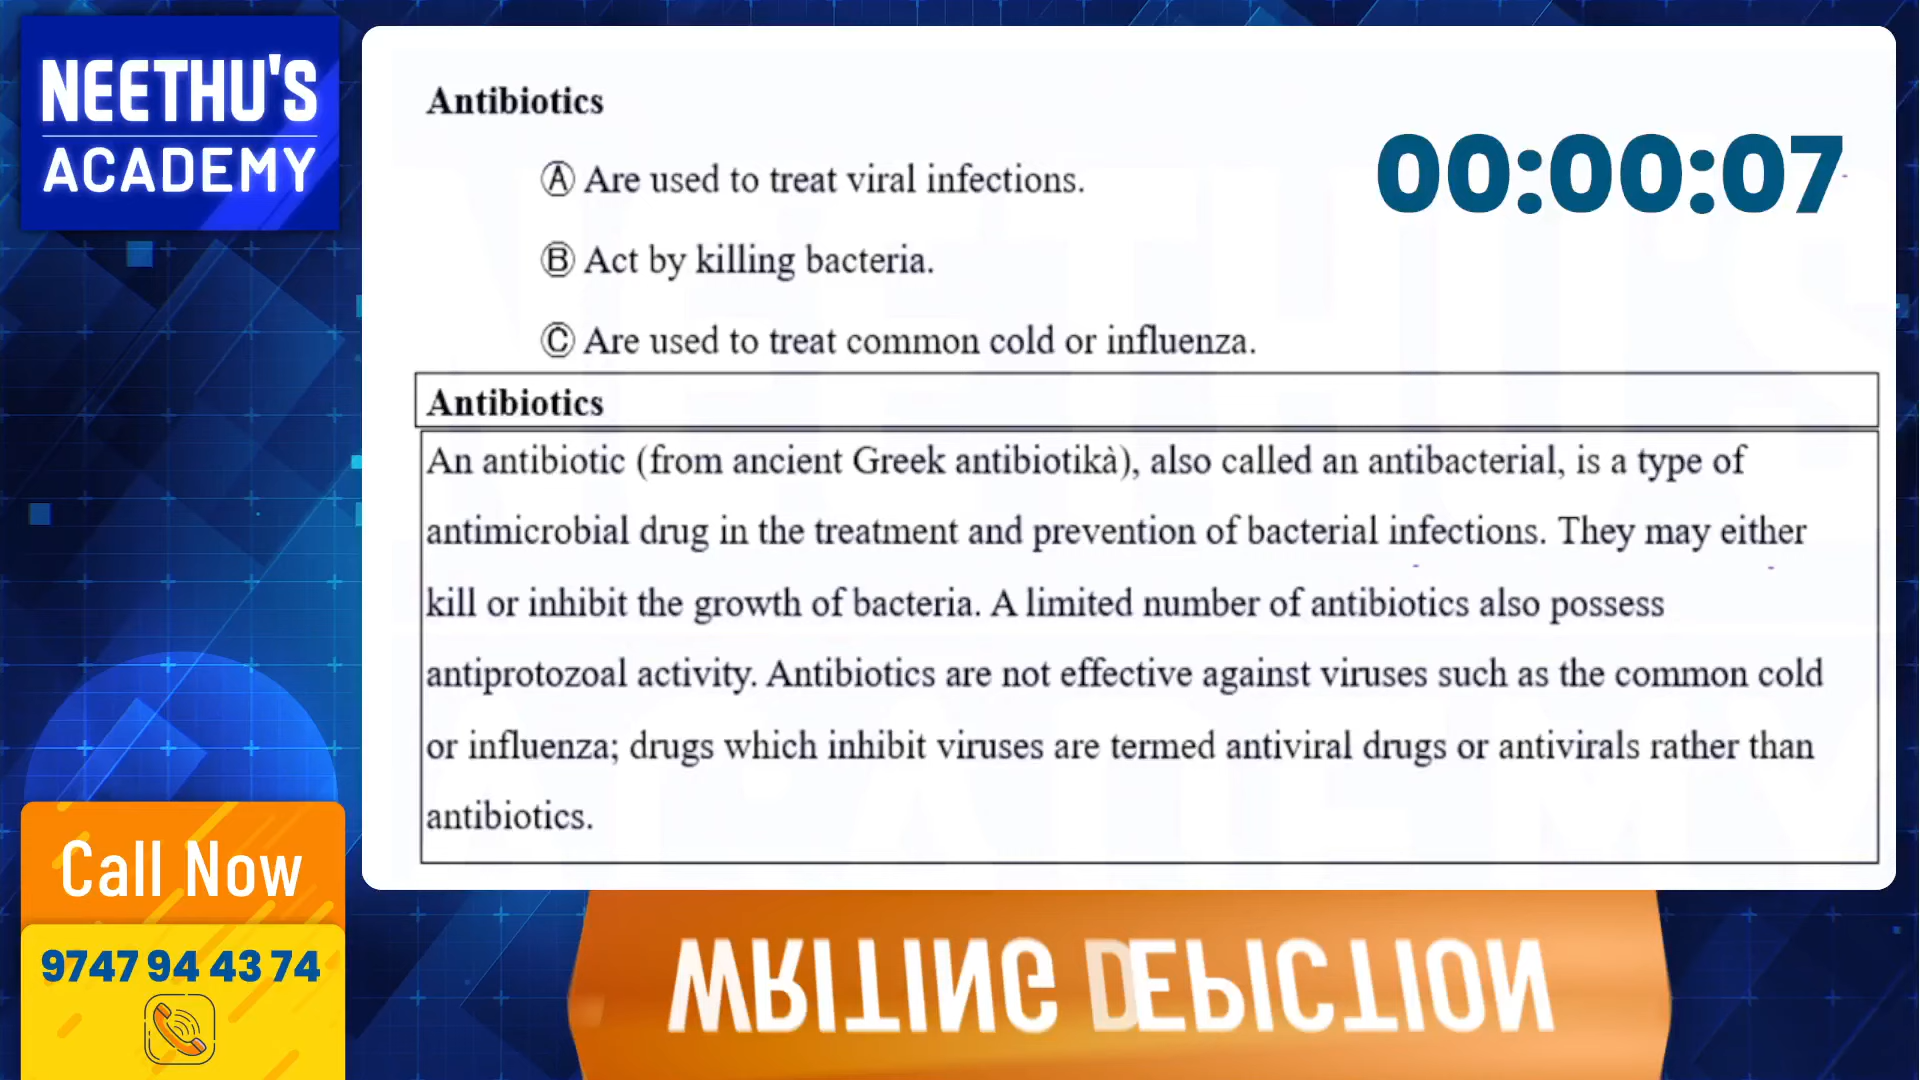 NEETHU'S
ACADEMY
Antibiotics
00:00:07
Ⓐ Are used to treat viral infections.
Ⓑ Act by killing bacteria.
Ⓒ Are used to treat common cold or influenza.
Antibiotics
An antibiotic (from ancient Greek antibiotikà), also called an antibacterial, is a type of
antimicrobial drug in the treatment and prevention of bacterial infections. They may either
kill or inhibit the growth of bacteria. A limited number of antibiotics also possess
antiprotozoal activity. Antibiotics are not effective against viruses such as the common cold
or influenza; drugs which inhibit viruses are termed antiviral drugs or antivirals rather than
antibiotics.
Call Now
9747 94 43 74
WRITING DEPICTION